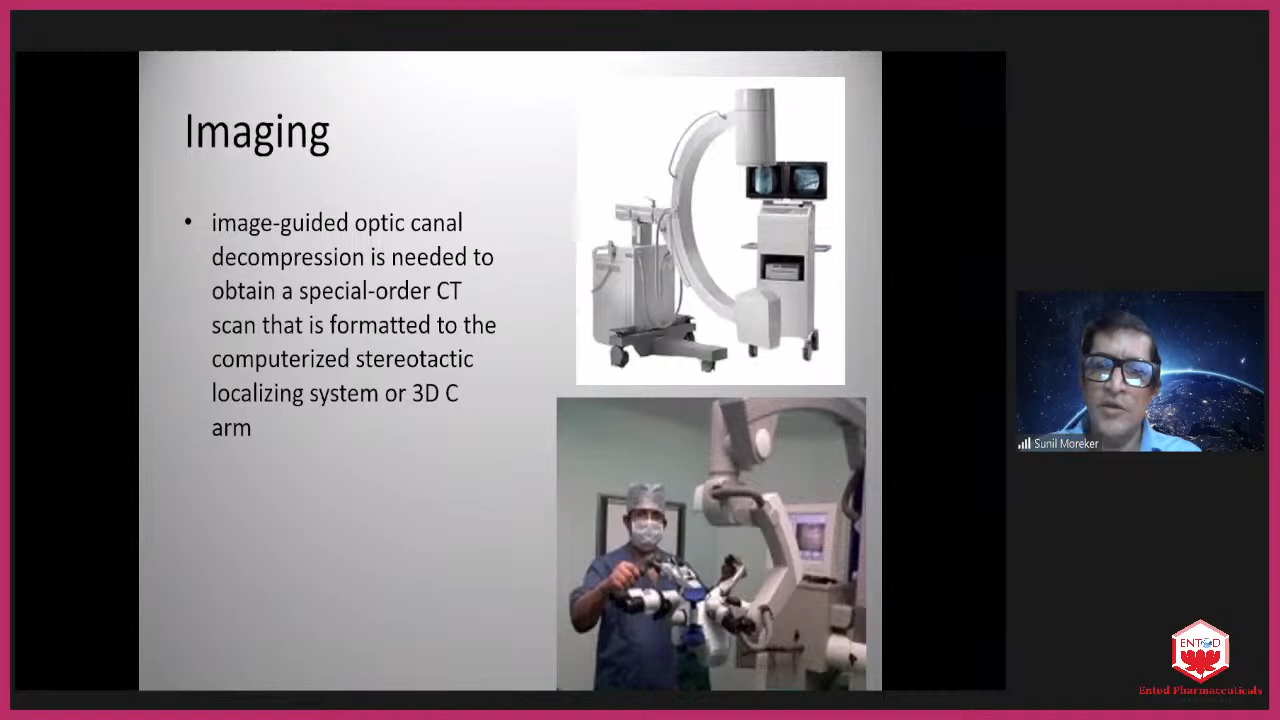 Imaging
• image-guided optic canal
decompression is needed to
obtain a special-order CT
scan that is formatted to the
computerized stereotactic
localizing system or 3D C
arm
Sunil Moreker
ENTOD
Entod Pharmaceuticals